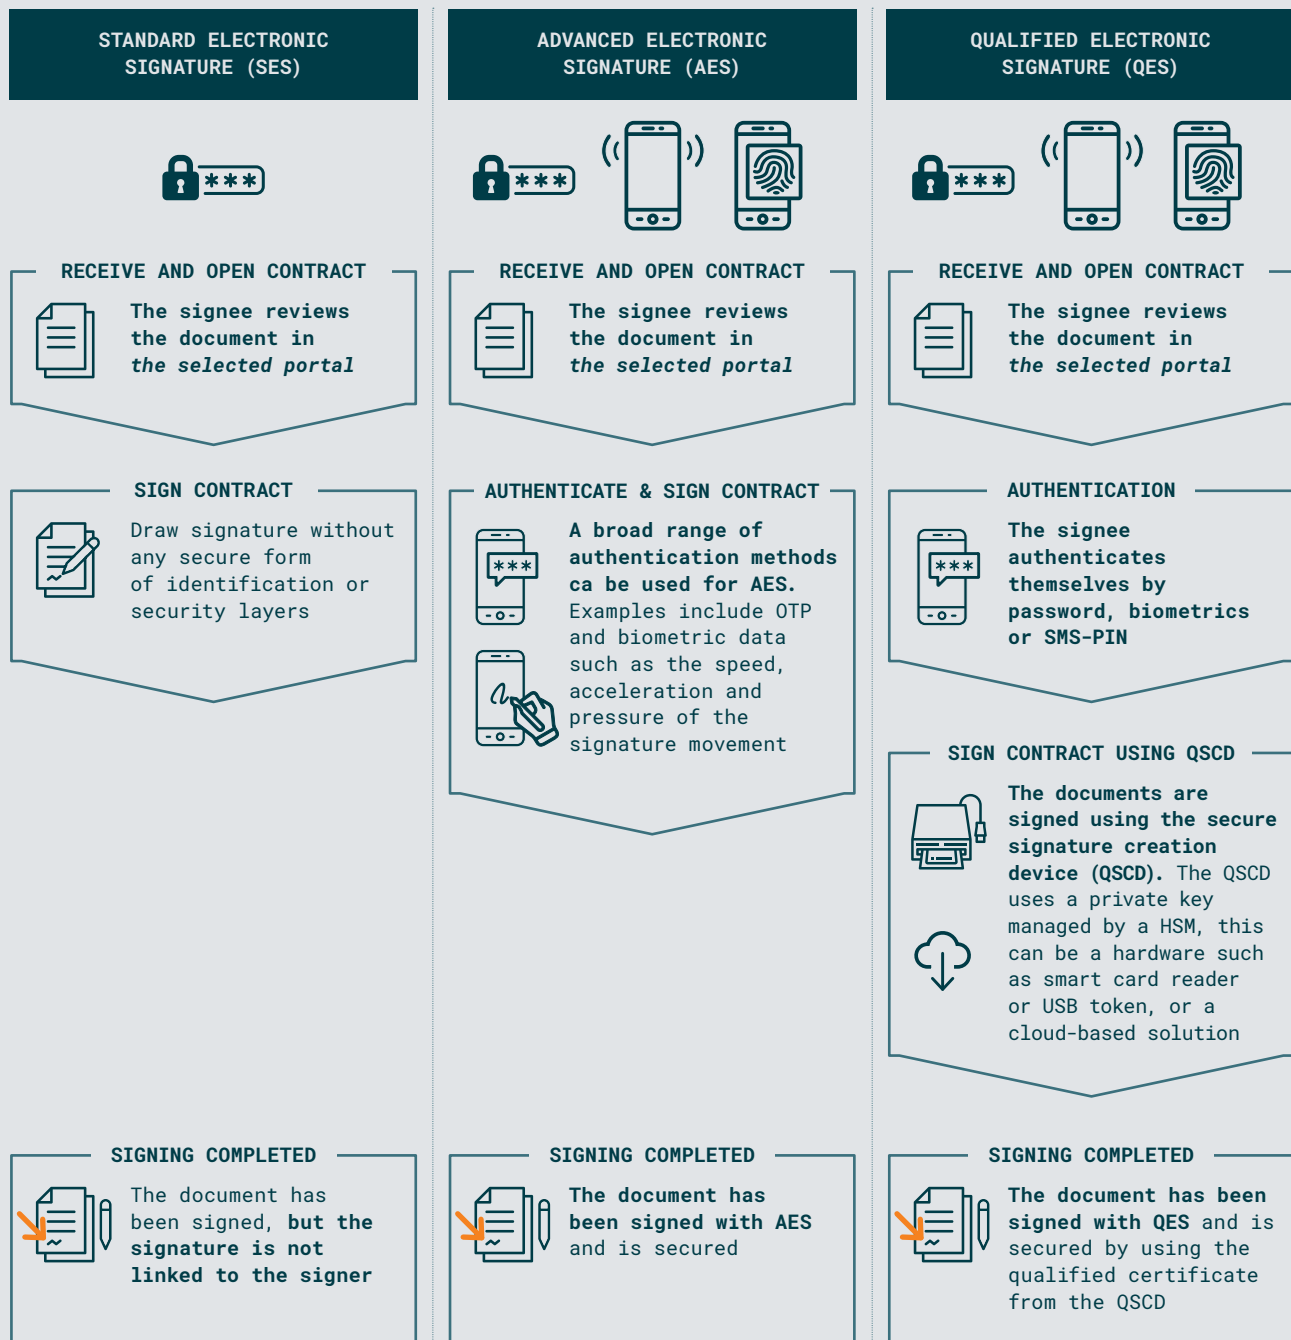 STANDARD ELECTRONIC
SIGNATURE (SES)
***
RECEIVE AND OPEN CONTRACT
The signee reviews
the document in
the selected portal
SIGN CONTRACT
Draw signature without
any secure form
of identification or
security layers
SIGNING COMPLETED
The document has
been signed, but the
signature is not
linked to the signer
ADVANCED ELECTRONIC
SIGNATURE (AES)
***
RECEIVE AND OPEN CONTRACT
The signee reviews
the document in
the selected portal
AUTHENTICATE & SIGN CONTRACT
***
A broad range of
authentication methods
ca be used for AES.
Examples include OTP
and biometric data
such as the speed,
acceleration and
pressure of the
signature movement
SIGNING COMPLETED
The document has
been signed with AES
and is secured
QUALIFIED ELECTRONIC
SIGNATURE (QES)
***
RECEIVE AND OPEN CONTRACT
The signee reviews
the document in
the selected portal
AUTHENTICATION
***
The signee
authenticates
themselves by
password, biometrics
or SMS-PIN
SIGN CONTRACT USING QSCD
The documents are
signed using the secure
signature creation
device (QSCD). The QSCD
uses a private key
managed by a HSM, this
can be a hardware such
as smart card reader
or USB token, or a
cloud-based solution
SIGNING COMPLETED
The document has been
signed with QES and is
secured by using the
qualified certificate
from the QSCD